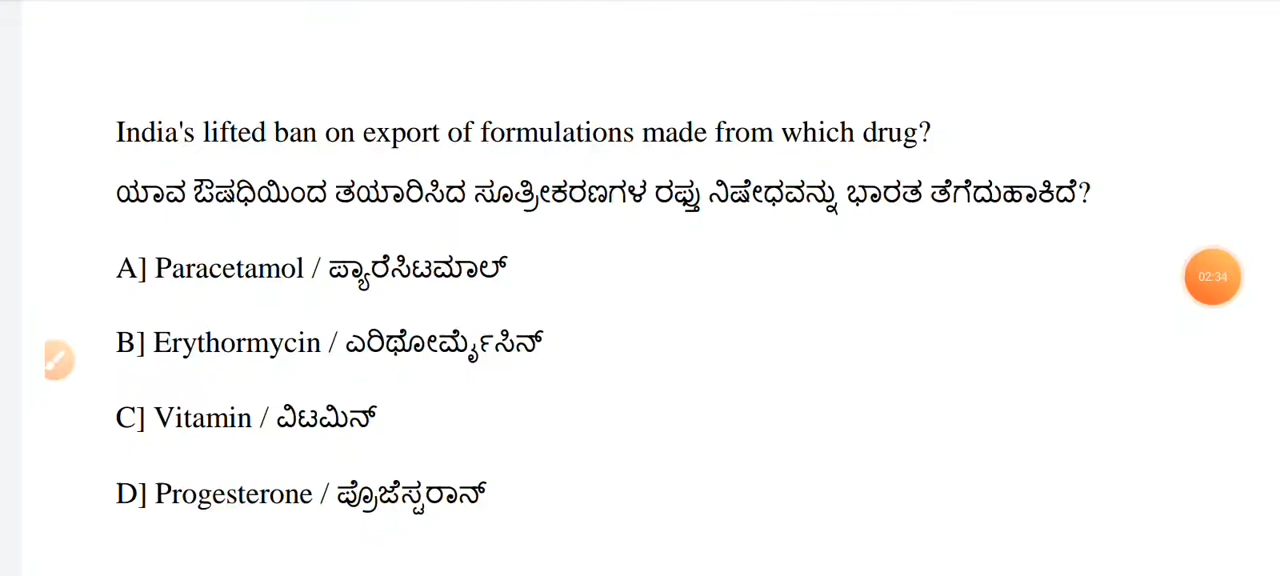 India's lifted ban on export of formulations made from which drug?
ಯಾವ ಔಷಧಿಯಿಂದ ತಯಾರಿಸಿದ ಸೂತ್ರೀಕರಣಗಳ ರಫ್ತು ನಿಷೇಧವನ್ನು ಭಾರತ ತೆಗೆದುಹಾಕಿದೆ?
A] Paracetamol / ಪ್ಯಾರೆಸಿಟಮಾಲ್
02:34
B] Erythormycin / ಎರಿಥೋರ್ಮೈಸಿನ್
C] Vitamin / ವಿಟಮಿನ್
D] Progesterone / ಪ್ರೊಜೆಸ್ಟರಾನ್